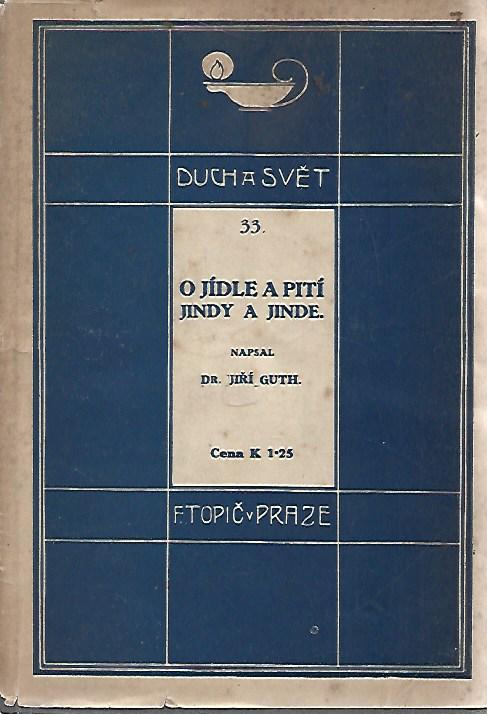 DUCH A SVĚT
33.
O JÍDLE A PITÍ
JINDY A JINDE.
NAPSAL
DR. JIŘÍ GUTH.
Cena K 1·25
F. TOPIČ V PRAZE